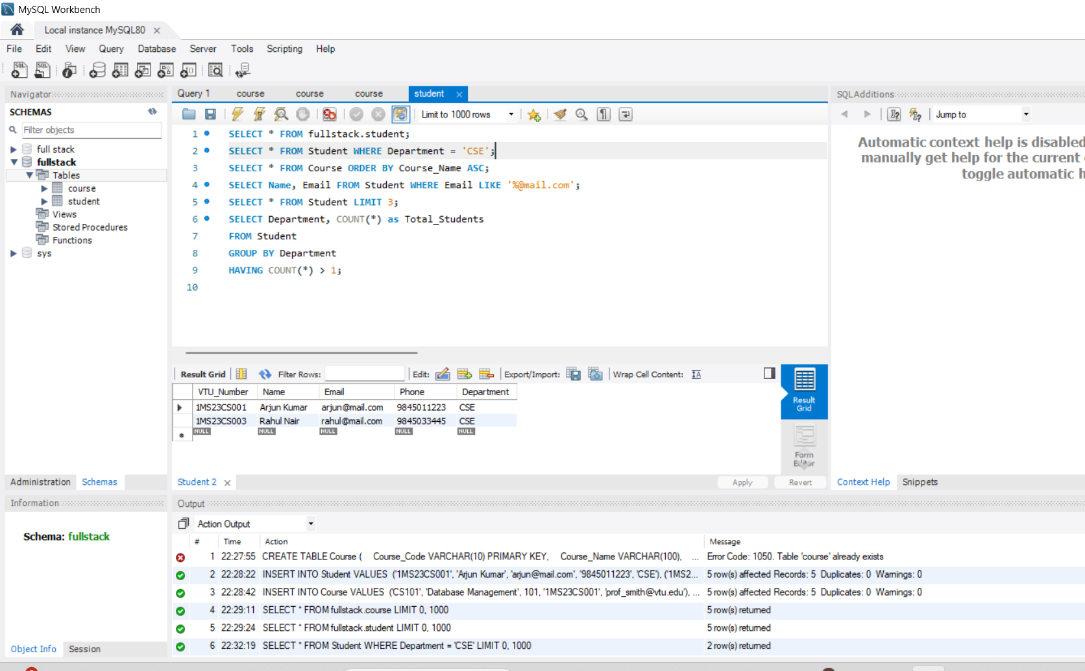 MySQL Workbench
Local instance MySQL80 ×
File Edit View Query Database Server Tools Scripting Help
Navigator
SCHEMAS
Filter objects
full stack
fullstack
Tables
course
student
Views
Stored Procedures
Functions
sys
Administration Schemas
Information
Schema: fullstack
Object Info Session
Query 1 course course course student ×
Limit to 1000 rows
1 SELECT * FROM fullstack.student;
2 SELECT * FROM Student WHERE Department = 'CSE';
3 SELECT * FROM Course ORDER BY Course_Name ASC;
4 SELECT Name, Email FROM Student WHERE Email LIKE '%@mail.com';
5 SELECT * FROM Student LIMIT 3;
6 SELECT Department, COUNT(*) as Total_Students
7 FROM Student
8 GROUP BY Department
9 HAVING COUNT(*) > 1;
10
Result Grid Filter Rows: Edit: Export/Import: Wrap Cell Content:
VTU_Number Name Email Phone Department
1MS23CS001 Arjun Kumar arjun@mail.com 9845011223 CSE
1MS23CS003 Rahul Nair rahul@mail.com 9845033445 CSE
NULL NULL NULL NULL NULL
Result Grid
Form Editor
Student 2 × Apply Revert
SQLAdditions
Jump to
Automatic context help is disabled
manually get help for the current
toggle automatic h
Context Help Snippets
Output
Action Output
# Time Action Message
1 22:27:55 CREATE TABLE Course ( Course_Code VARCHAR(10) PRIMARY KEY, Course_Name VARCHAR(100), ... Error Code: 1050. Table 'course' already exists
2 22:28:22 INSERT INTO Student VALUES ('1MS23CS001', 'Arjun Kumar', 'arjun@mail.com', '9845011223', 'CSE'), ('1MS2... 5 row(s) affected Records: 5 Duplicates: 0 Warnings: 0
3 22:28:42 INSERT INTO Course VALUES ('CS101', 'Database Management', 101, '1MS23CS001', 'prof_smith@vtu.edu'), ... 5 row(s) affected Records: 5 Duplicates: 0 Warnings: 0
4 22:29:11 SELECT * FROM fullstack.course LIMIT 0, 1000 5 row(s) returned
5 22:29:24 SELECT * FROM fullstack.student LIMIT 0, 1000 5 row(s) returned
6 22:32:19 SELECT * FROM Student WHERE Department = 'CSE' LIMIT 0, 1000 2 row(s) returned